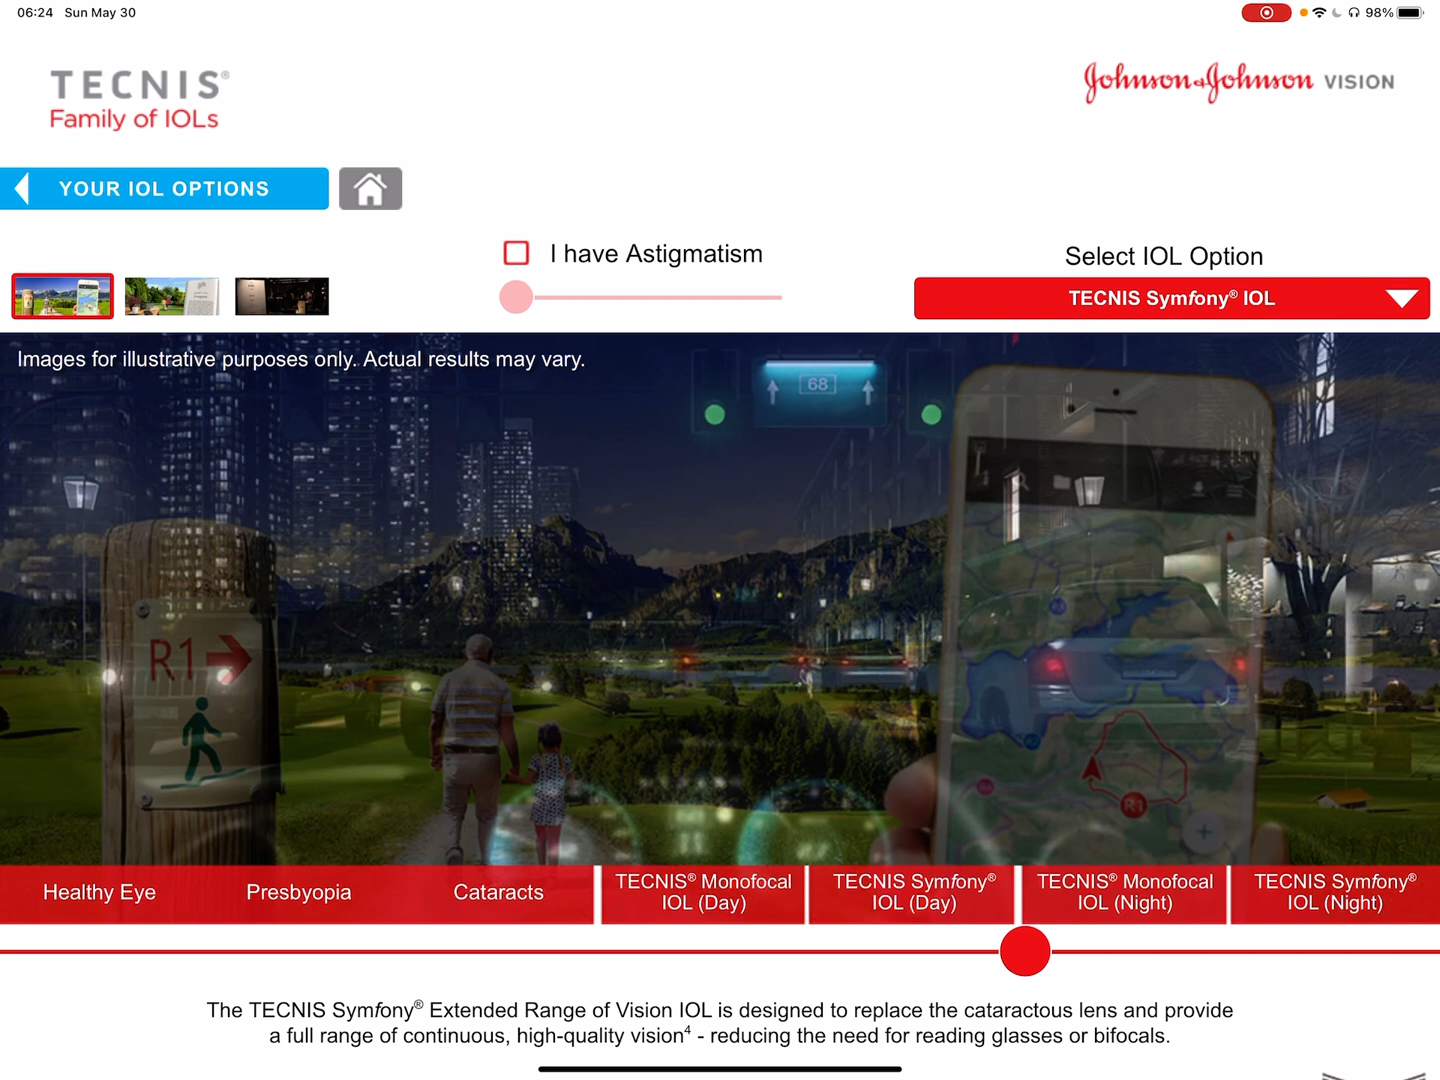 06:24 Sun May 30
98%
TECNIS®
Family of IOLs
Johnson & Johnson VISION
YOUR IOL OPTIONS
I have Astigmatism
Select IOL Option
TECNIS Symfony® IOL
Images for illustrative purposes only. Actual results may vary.
68
R1
R1
Healthy Eye
Presbyopia
Cataracts
TECNIS® Monofocal
IOL (Day)
TECNIS Symfony®
IOL (Day)
TECNIS® Monofocal
IOL (Night)
TECNIS Symfony®
IOL (Night)
The TECNIS Symfony® Extended Range of Vision IOL is designed to replace the cataractous lens and provide
a full range of continuous, high-quality vision⁴ - reducing the need for reading glasses or bifocals.